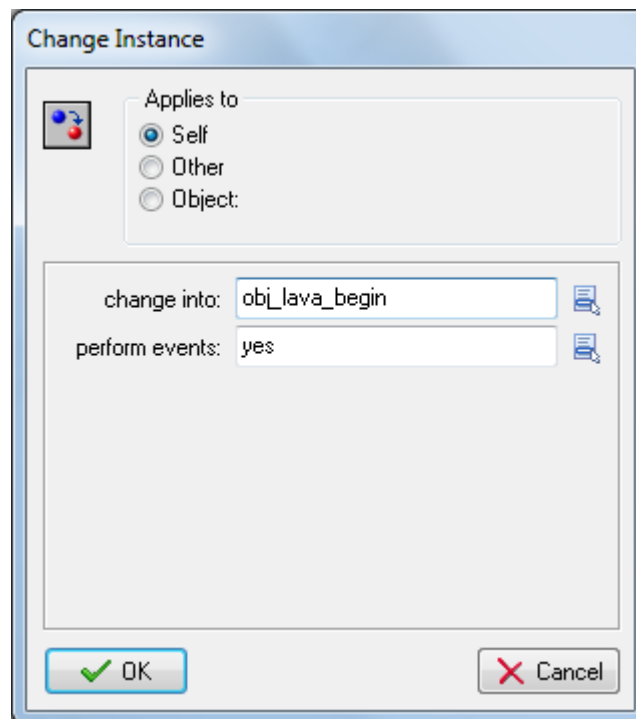 Change Instance
Applies to
Self
Other
Object:
change into: obj_lava_begin
perform events: yes
OK
Cancel